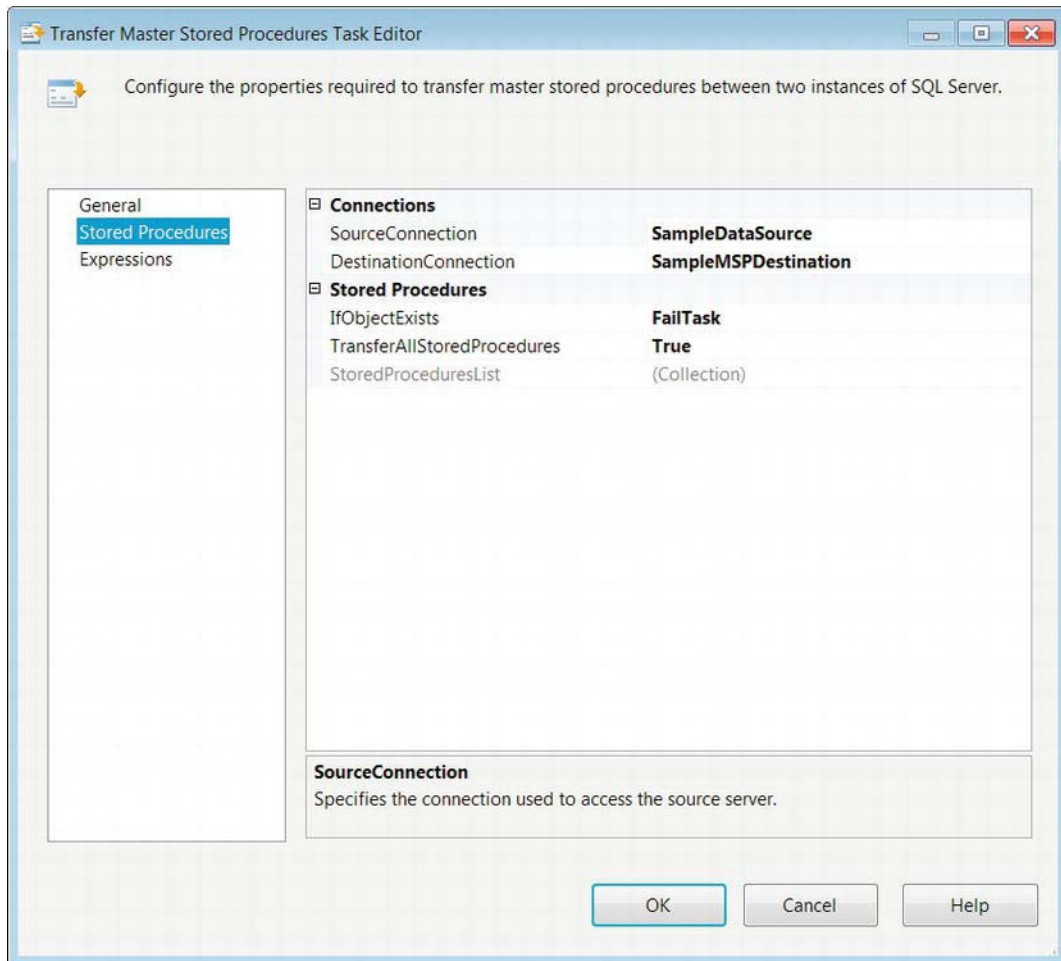 Transfer Master Stored Procedures Task Editor
Configure the properties required to transfer master stored procedures between two instances of SQL Server.
General
Stored Procedures
Expressions
Connections
SourceConnection SampleDataSource
DestinationConnection SampleMSPDestination
Stored Procedures
IfObjectExists FailTask
TransferAllStoredProcedures True
StoredProceduresList (Collection)
SourceConnection
Specifies the connection used to access the source server.
OK Cancel Help